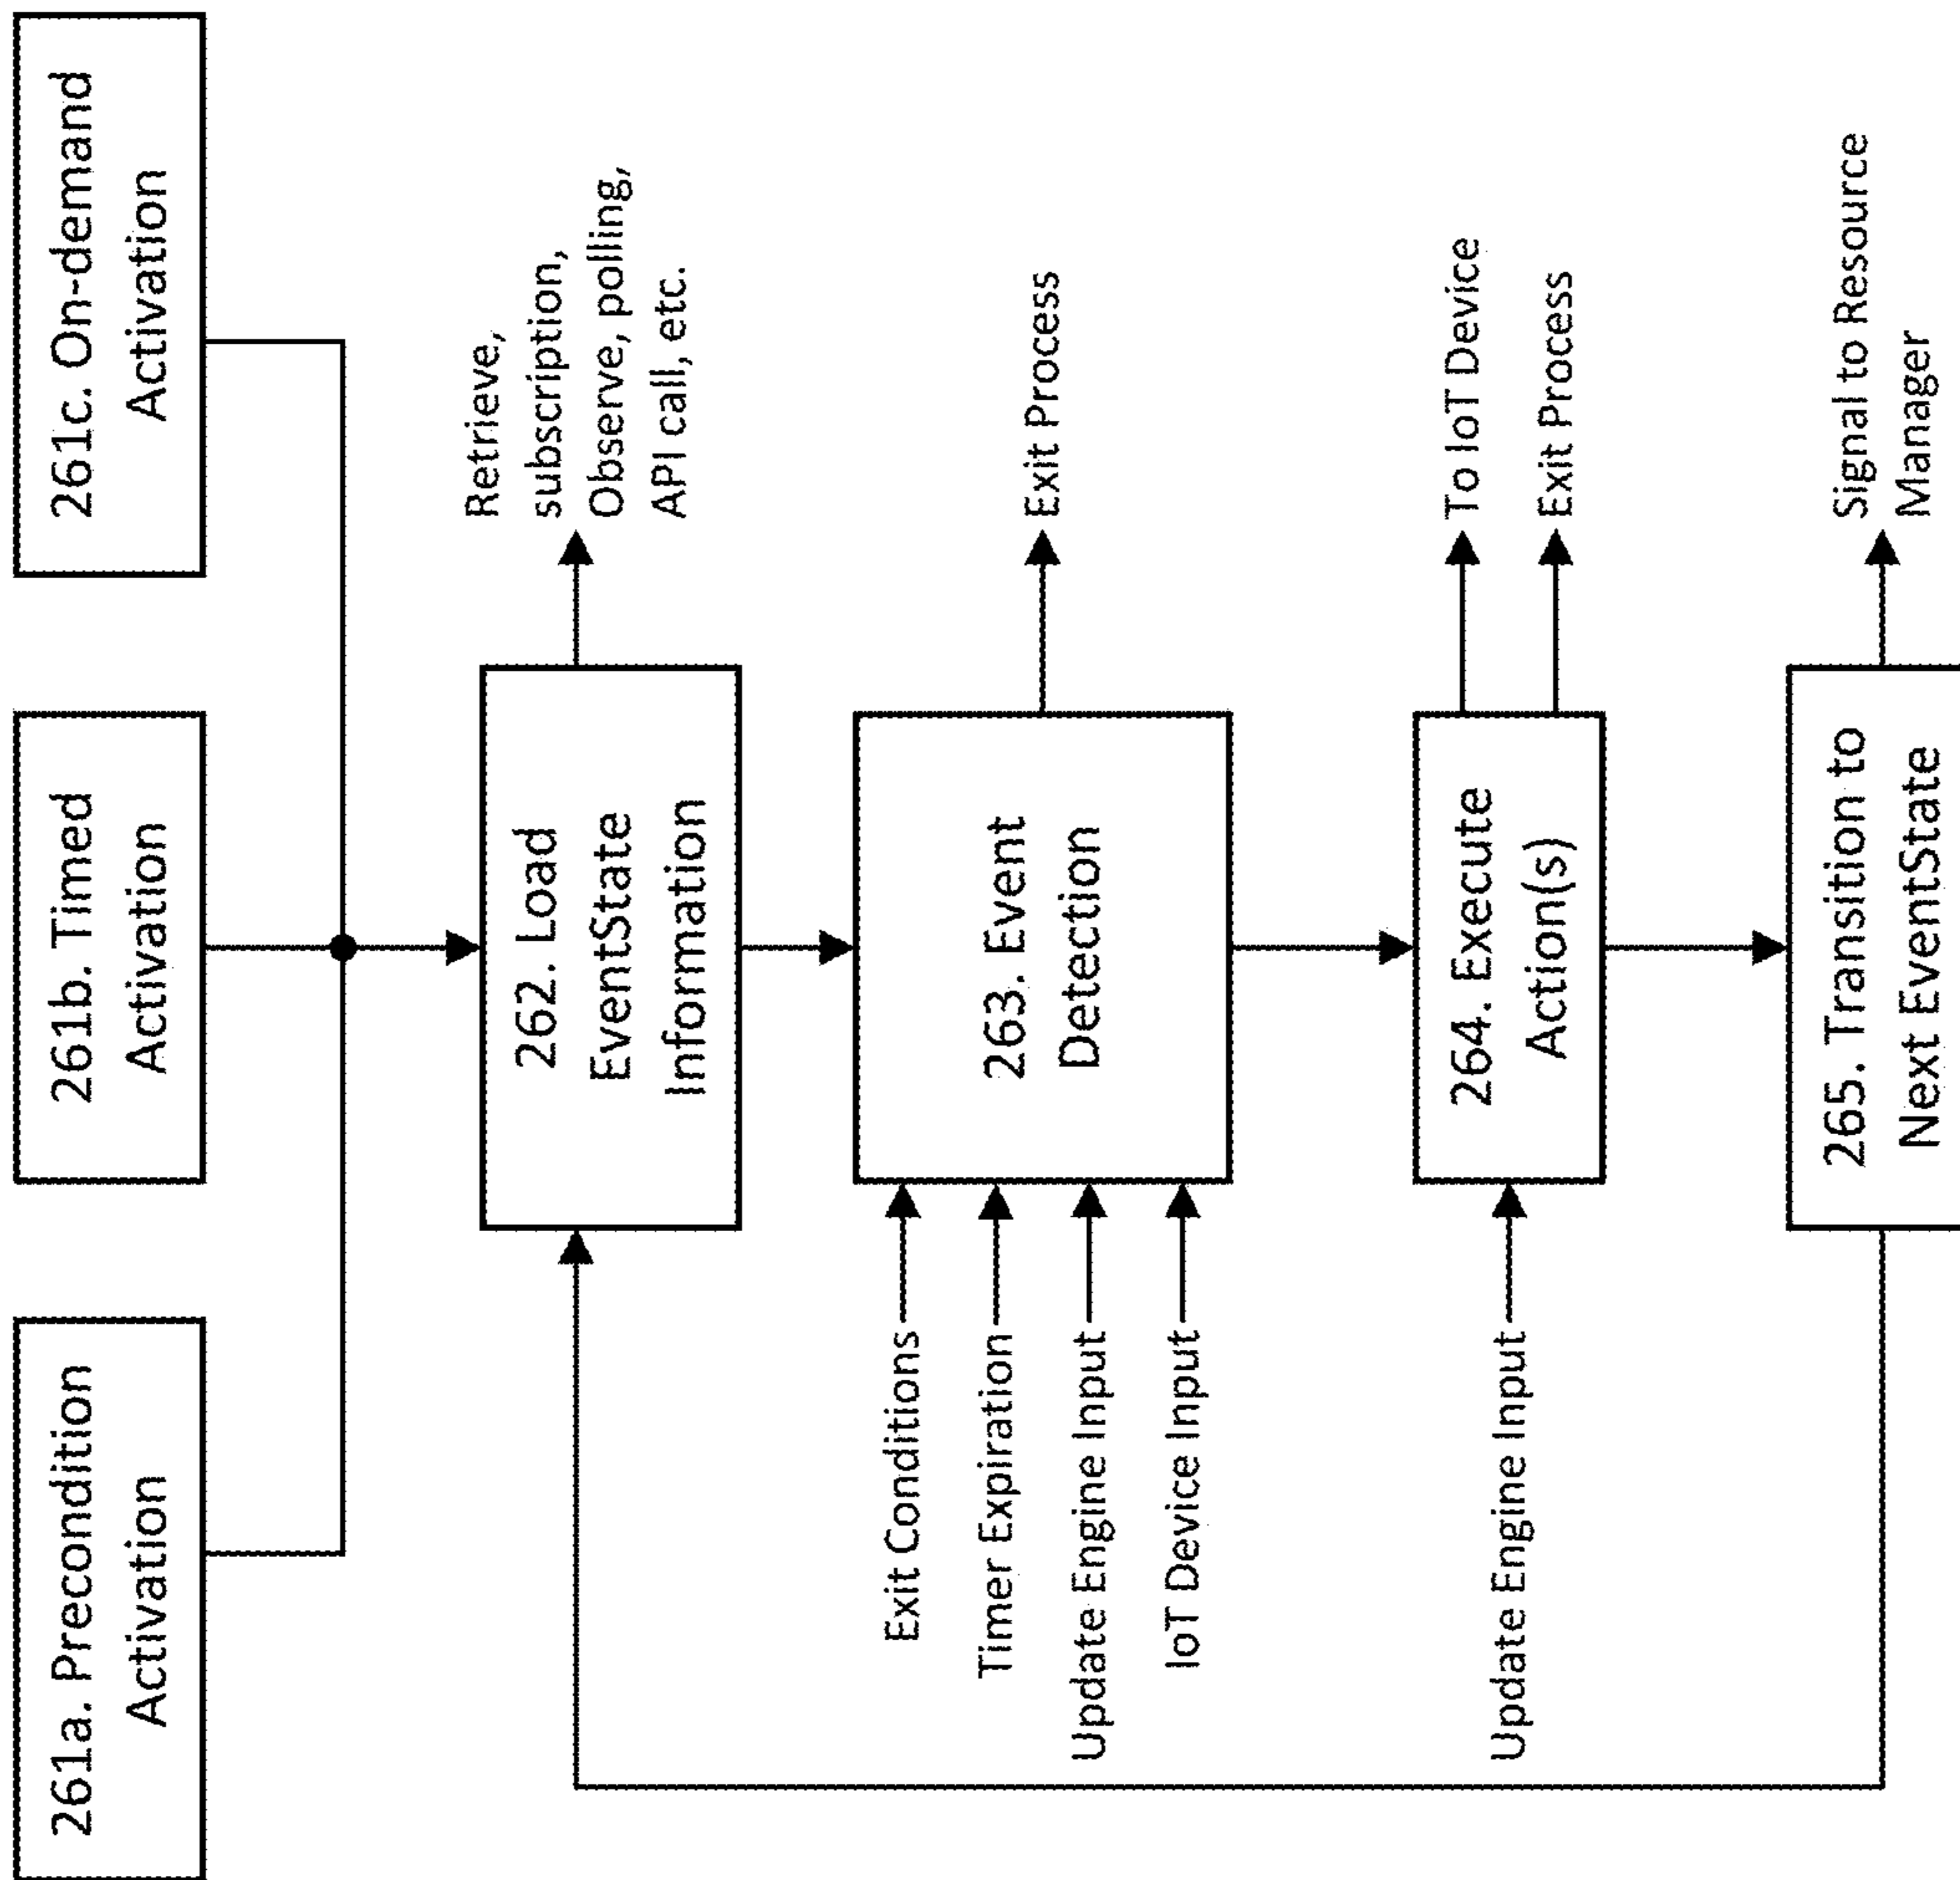 261a. Precondition
Activation
261b. Timed
Activation
261c. On-demand
Activation
262. Load
EventState
Information
Retrieve,
subscription,
Observe, polling,
API call, etc.
Exit Conditions
Timer Expiration
Update Engine Input
IoT Device Input
263. Event
Detection
Exit Process
Update Engine Input
264. Execute
Action(s)
To IoT Device
Exit Process
265. Transition to
Next EventState
Signal to Resource
Manager